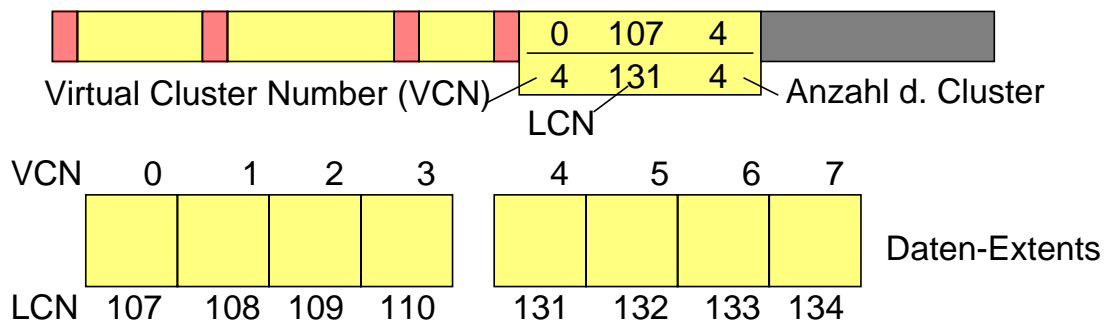 0 107 4
Virtual Cluster Number (VCN) 4 131 4 Anzahl d. Cluster
LCN
VCN 0 1 2 3 4 5 6 7
Daten-Extents
LCN 107 108 109 110 131 132 133 134